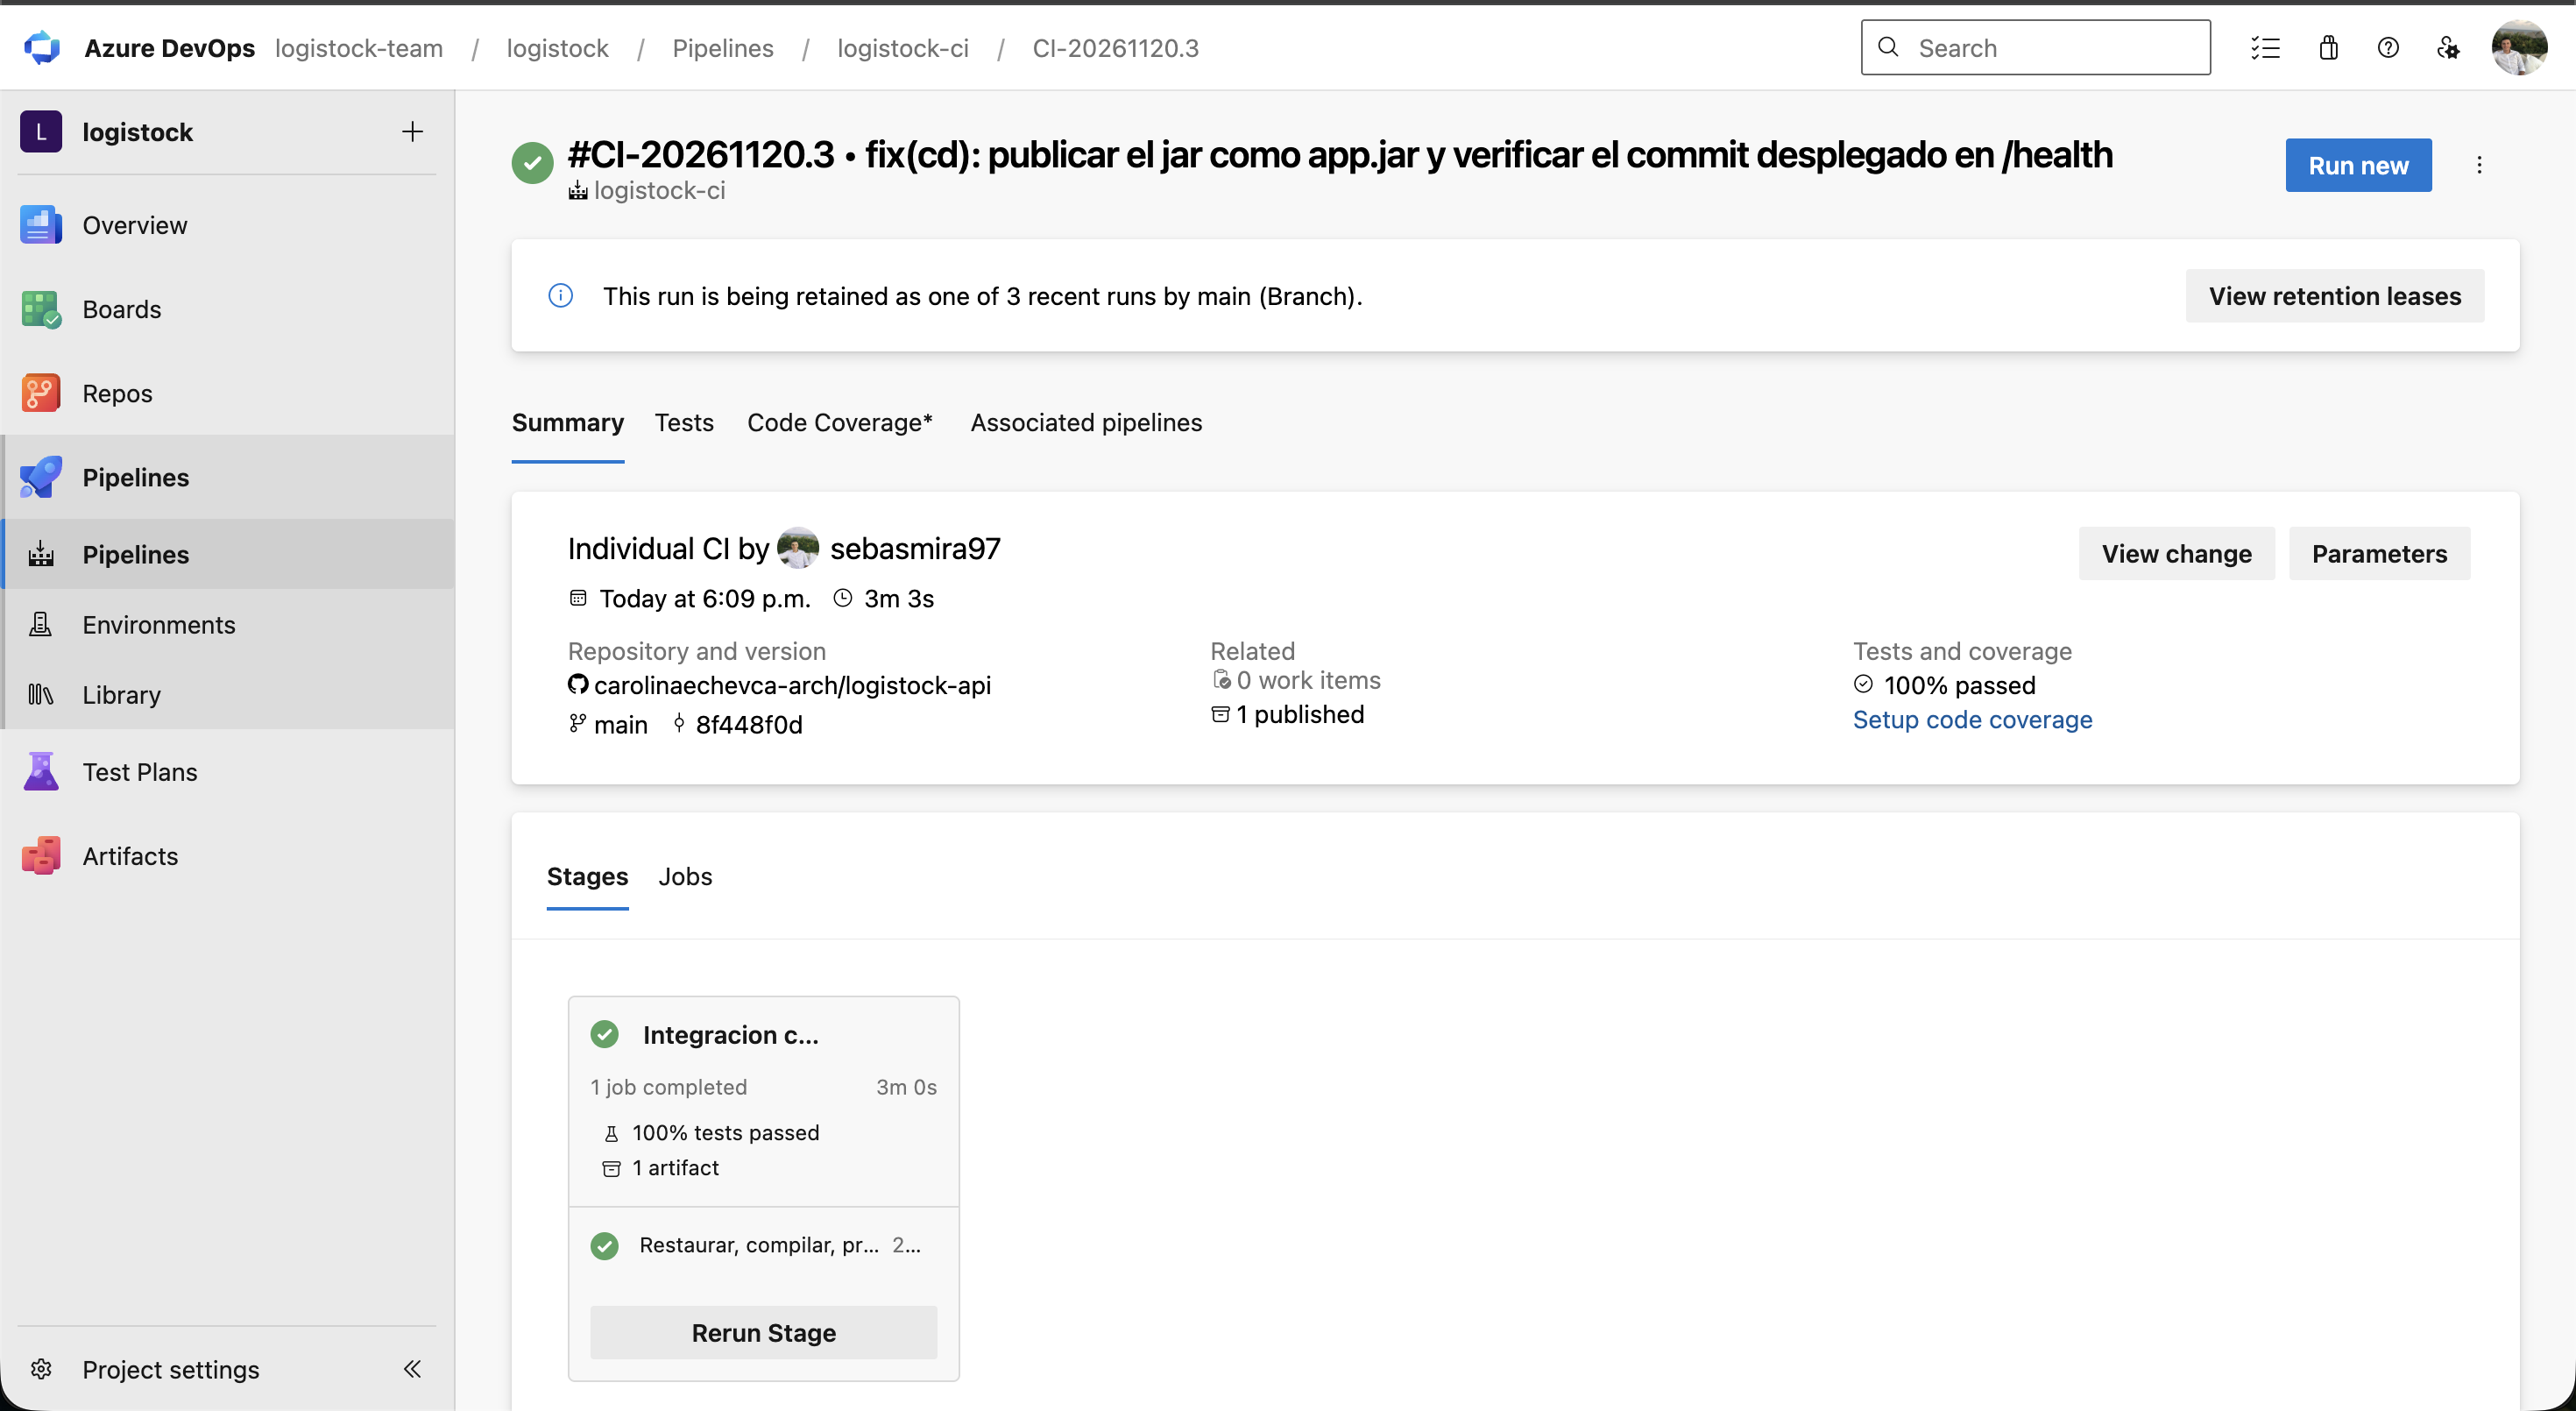 Azure DevOps logistock-team / logistock / Pipelines / logistock-ci / CI-20261120.3
Search
L logistock
Overview
Boards
Repos
Pipelines
Pipelines
Environments
Library
Test Plans
Artifacts
Project settings
#CI-20261120.3 • fix(cd): publicar el jar como app.jar y verificar el commit desplegado en /health
logistock-ci
Run new
This run is being retained as one of 3 recent runs by main (Branch).
View retention leases
Summary Tests Code Coverage* Associated pipelines
Individual CI by sebasmira97
View change Parameters
Today at 6:09 p.m. 3m 3s
Repository and version
carolinaechevca-arch/logistock-api
main 8f448f0d
Related
0 work items
1 published
Tests and coverage
100% passed
Setup code coverage
Stages Jobs
Integracion c...
1 job completed 3m 0s
100% tests passed
1 artifact
Restaurar, compilar, pr... 2...
Rerun Stage